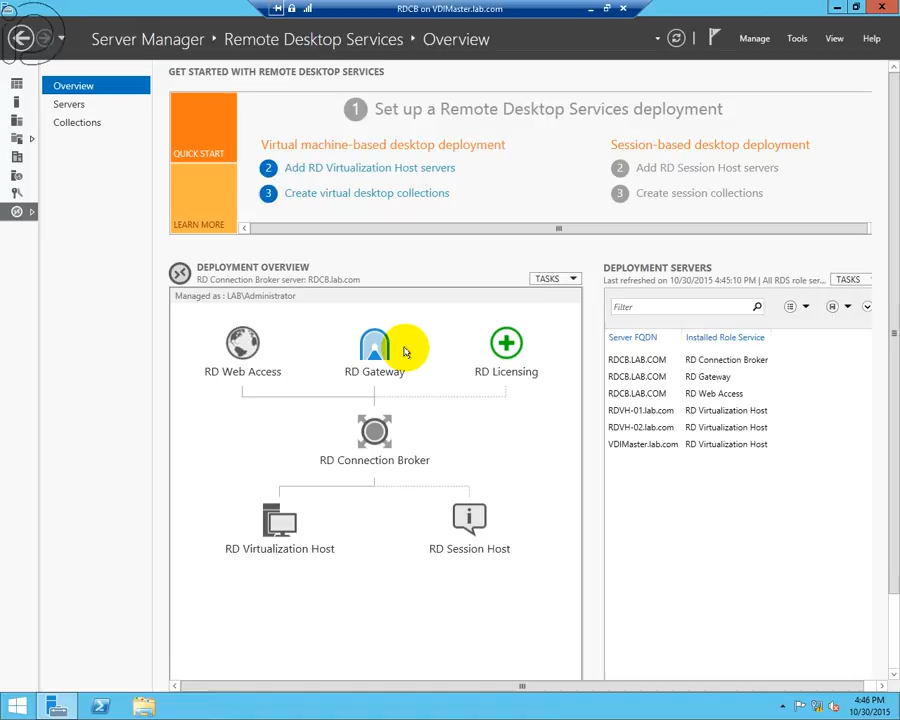 RDCB on VDIMaster.lab.com
Server Manager ‣ Remote Desktop Services ‣ Overview
Manage Tools View Help
Overview
Servers
Collections
GET STARTED WITH REMOTE DESKTOP SERVICES
QUICK START
LEARN MORE
1 Set up a Remote Desktop Services deployment
Virtual machine-based desktop deployment
2 Add RD Virtualization Host servers
3 Create virtual desktop collections
Session-based desktop deployment
2 Add RD Session Host servers
3 Create session collections
DEPLOYMENT OVERVIEW
RD Connection Broker server: RDCB.lab.com
TASKS
Managed as : LAB\Administrator
RD Web Access
RD Gateway
RD Licensing
RD Connection Broker
RD Virtualization Host
RD Session Host
DEPLOYMENT SERVERS
Last refreshed on 10/30/2015 4:45:10 PM | All RDS role ser...
TASKS
Filter
Server FQDN Installed Role Service
RDCB.LAB.COM RD Connection Broker
RDCB.LAB.COM RD Gateway
RDCB.LAB.COM RD Web Access
RDVH-01.lab.com RD Virtualization Host
RDVH-02.lab.com RD Virtualization Host
VDIMaster.lab.com RD Virtualization Host
4:46 PM
10/30/2015